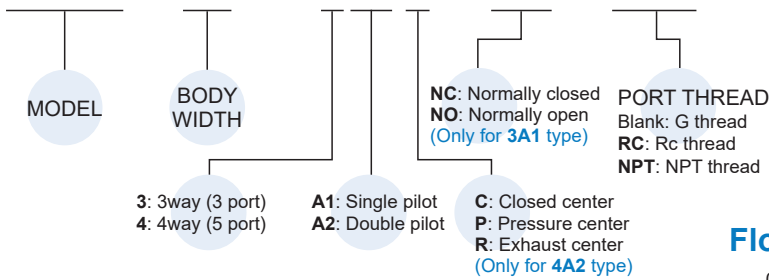 MODEL
BODY
WIDTH
NC: Normally closed
NO: Normally open
(Only for 3A1 type)
PORT THREAD
Blank: G thread
RC: Rc thread
NPT: NPT thread
3: 3way (3 port)
4: 4way (5 port)
A1: Single pilot
A2: Double pilot
C: Closed center
P: Pressure center
R: Exhaust center
(Only for 4A2 type)
Flo